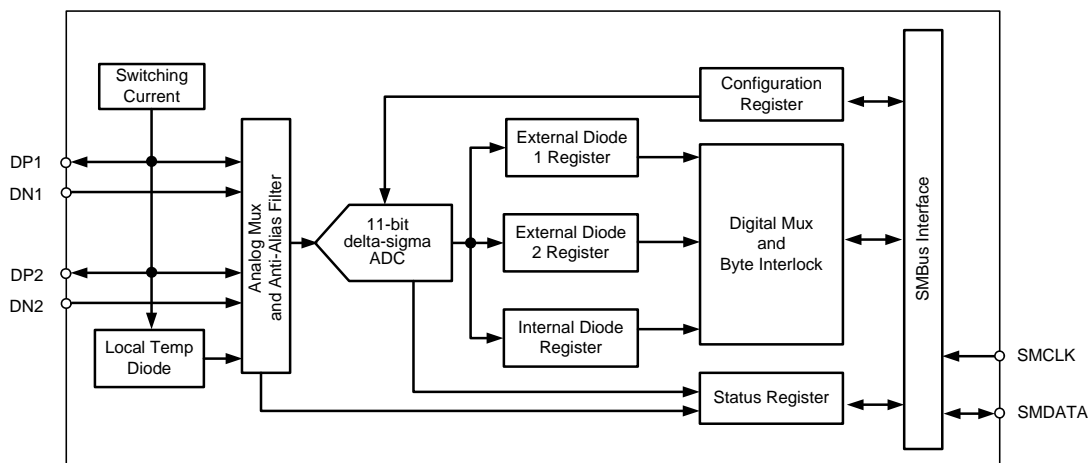 Switching
Current
DP1
DN1
DP2
DN2
Local Temp
Diode
Analog Mux
and Anti-Alias Filter
11-bit
delta-sigma
ADC
External Diode
1 Register
External Diode
2 Register
Internal Diode
Register
Configuration
Register
Digital Mux
and
Byte Interlock
Status Register
SMBus Interface
SMCLK
SMDATA